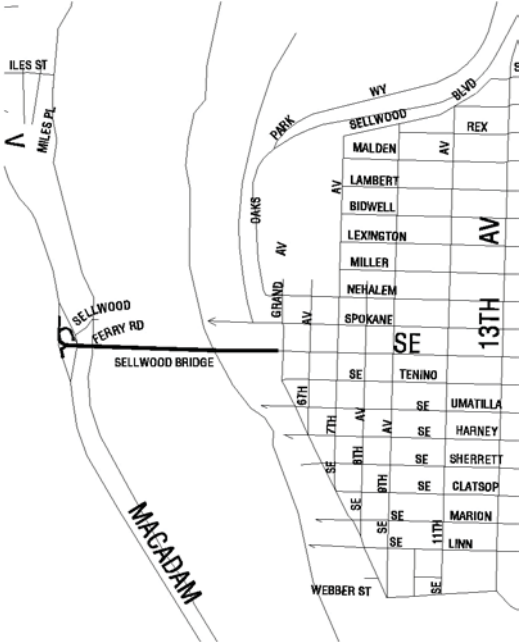 ILES ST
MILES PL
V
WY
BLVD
SELLWOOD
PARK
S
REX
AV
MALDEN
AV
LAMBERT
BIDWELL
OAKS
AV
LEXINGTON
AV
MILLER
NEHALEM
GRAND
AV
SPOKANE
13TH
SELLWOOD
FERRY RD
SELLWOOD BRIDGE
SE
SE TENINO
6TH
SE UMATILLA
7TH
AV
AV
SE HARNEY
8TH
SE
SE SHERRETT
9TH
SE CLATSOP
SE
SE
SE MARION
11TH
SE LINN
MACADAM
WEBBER ST
SE